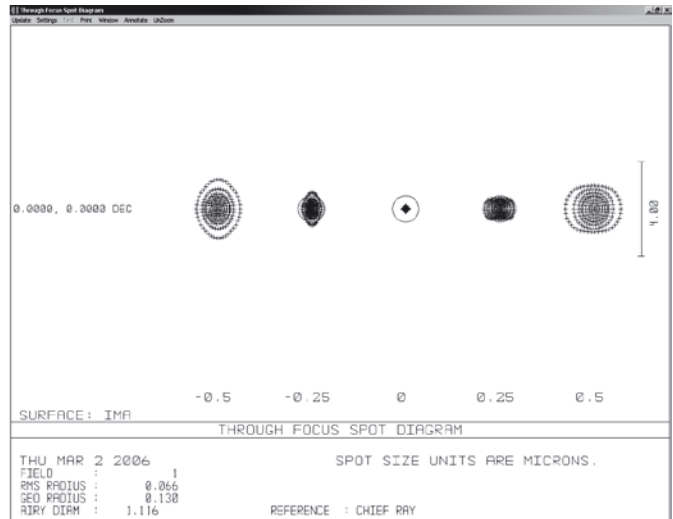 Through Focus Spot Diagram
Update Settings Print Window Annotate UnZoom
0.0000, 0.0000 DEG
4.00
-0.5 -0.25 0 0.25 0.5
SURFACE: IMA
THROUGH FOCUS SPOT DIAGRAM
THU MAR 2 2006 SPOT SIZE UNITS ARE MICRONS.
FIELD : 1
RMS RADIUS : 0.066
GEO RADIUS : 0.130
AIRY DIAM : 1.116 REFERENCE : CHIEF RAY